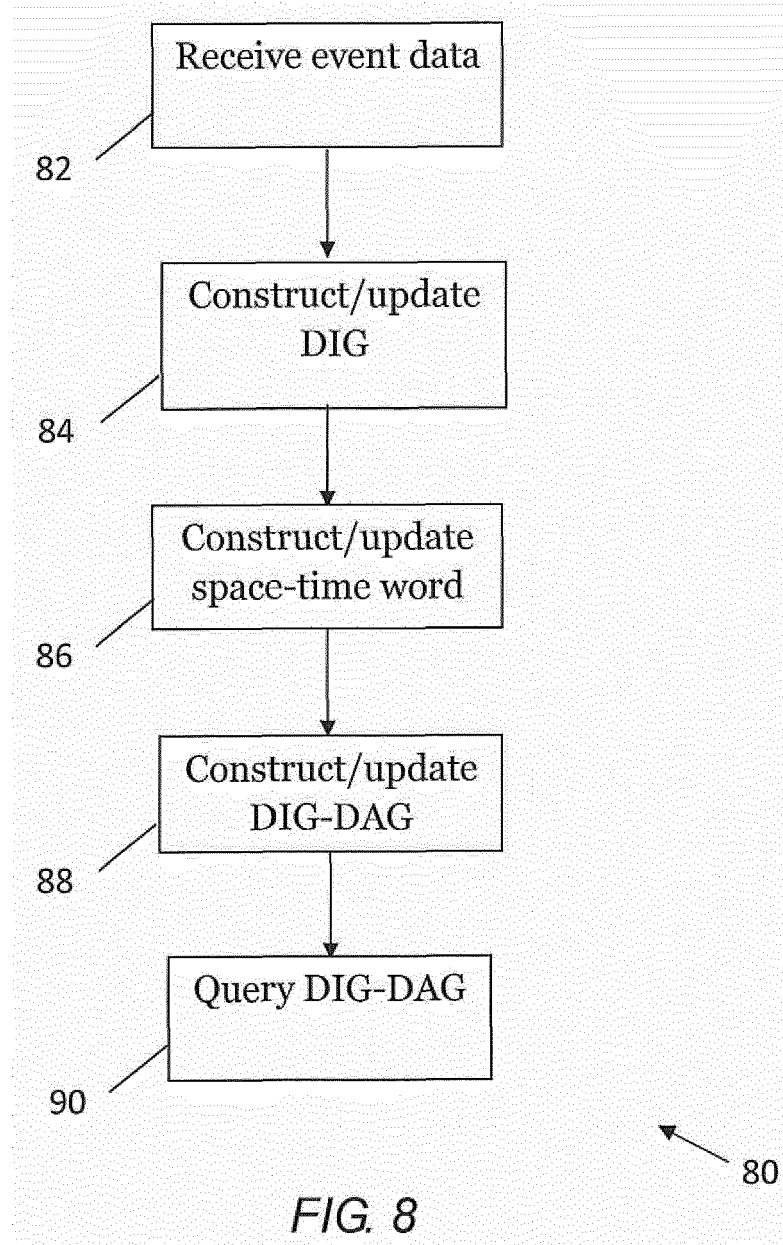 Receive event data
82
Construct/update
DIG
84
Construct/update
space-time word
86
Construct/update
DIG-DAG
88
Query DIG-DAG
90
80
FIG. 8